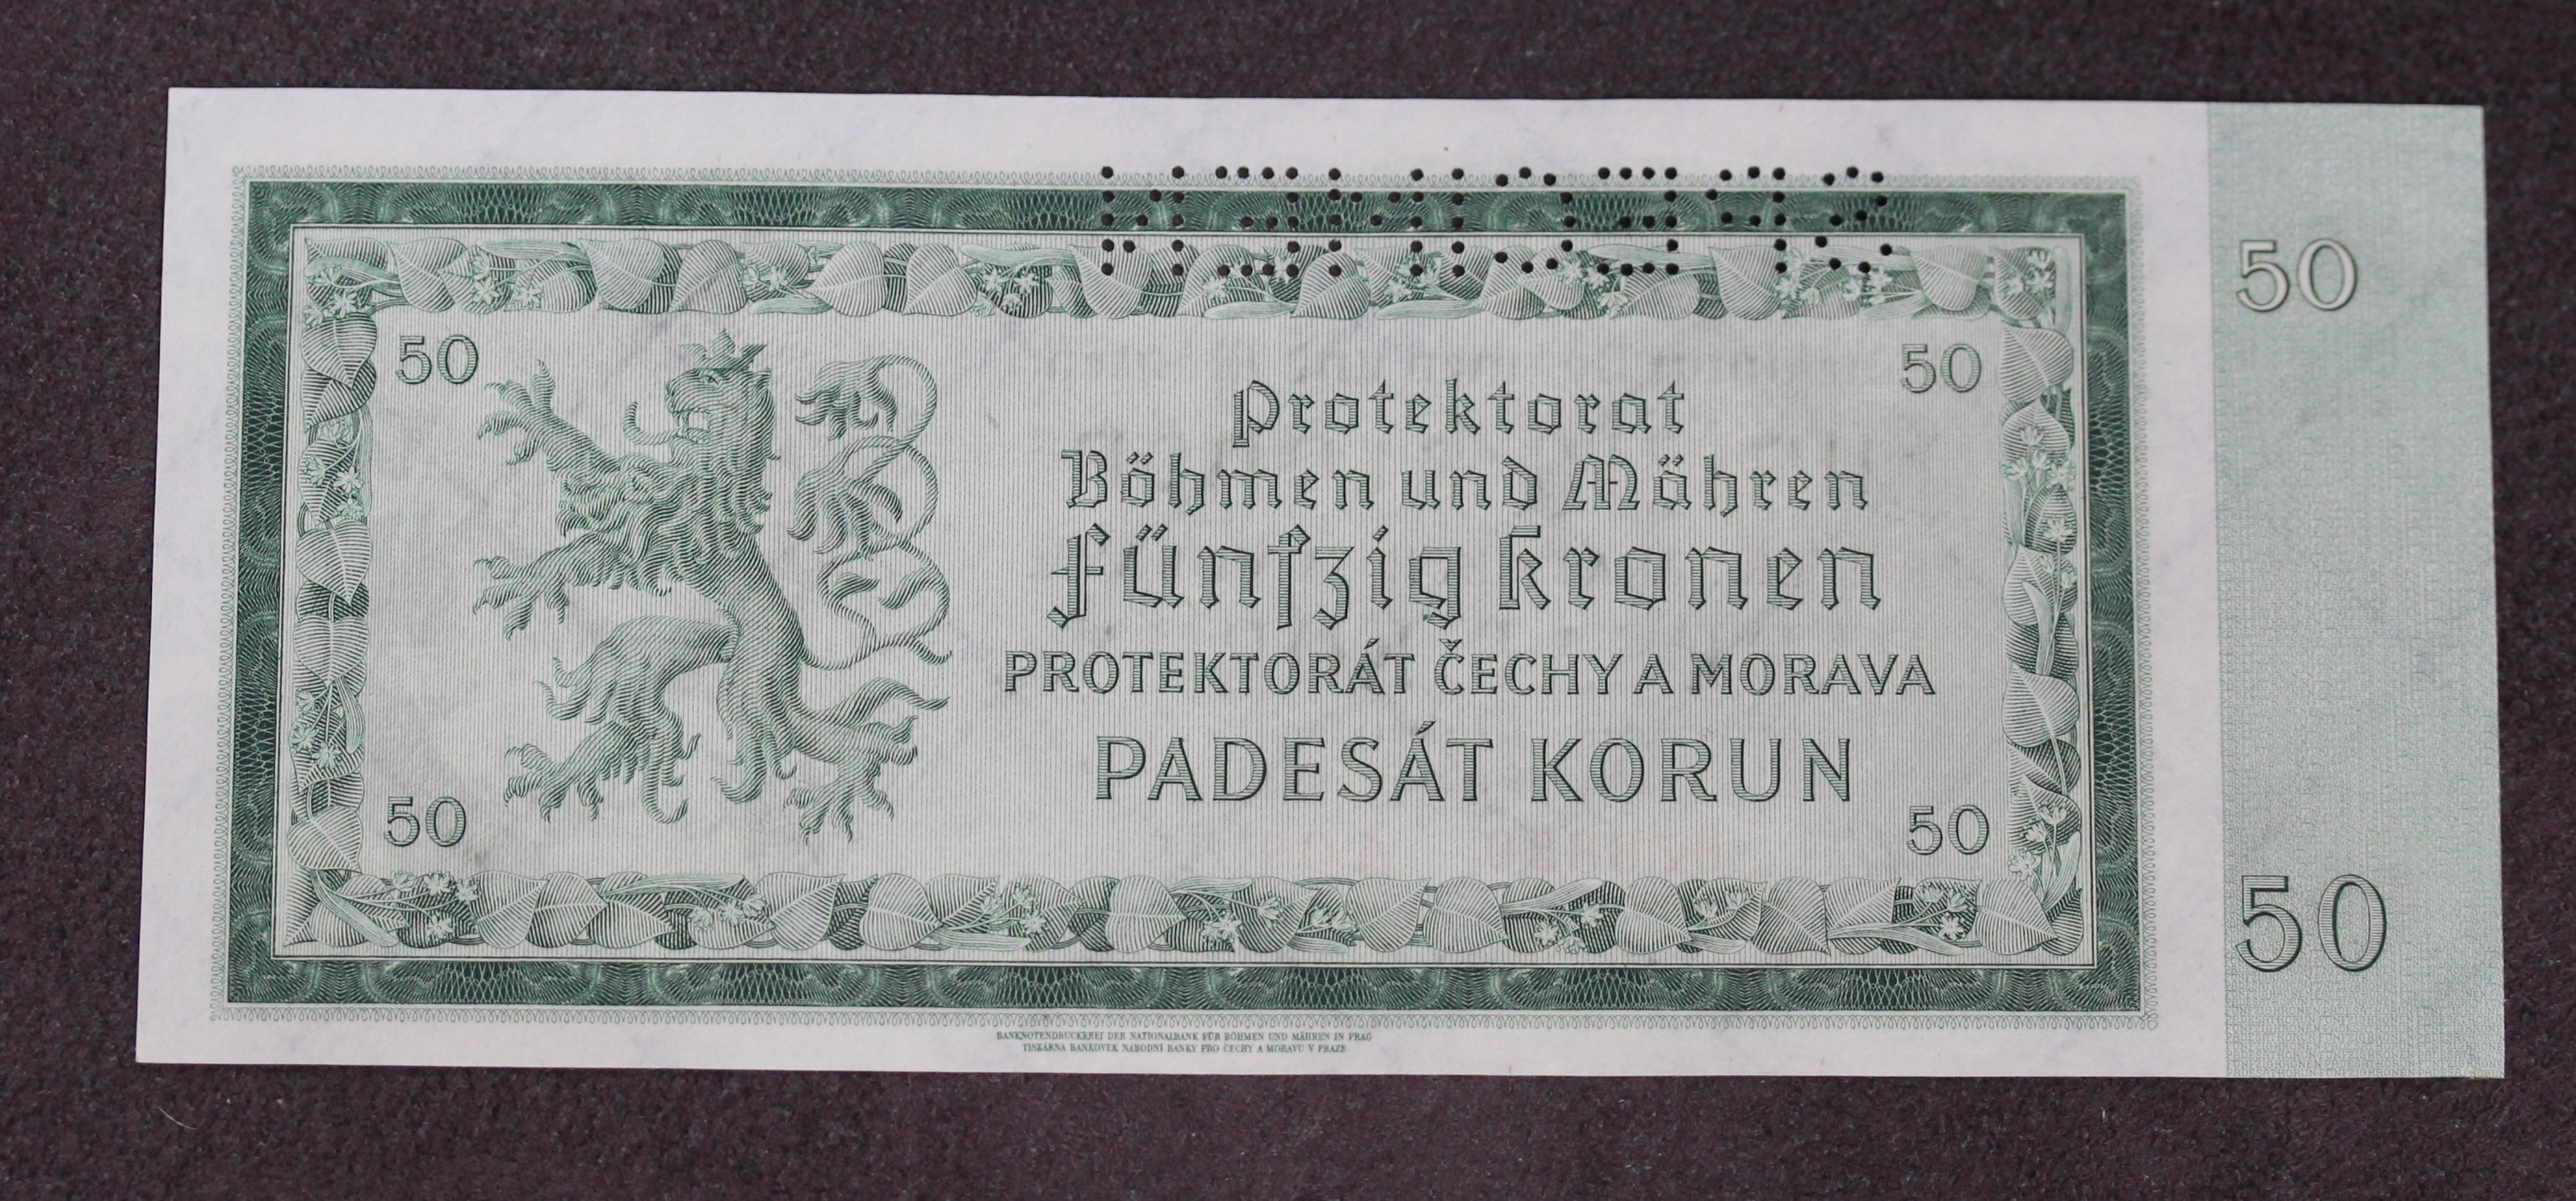 SPECIMEN
50
50
50
Protektorat
Böhmen und Mähren
Fünfzig Kronen
PROTEKTORÁT ČECHY A MORAVA
PADESÁT KORUN
50
50
50
BANKNOTENDRUCKEREI DER NATIONALBANK FÜR BÖHMEN UND MÄHREN IN PRAG
TISKÁRNA BANKOVEK NÁRODNÍ BANKY PRO ČECHY A MORAVU V PRAZE